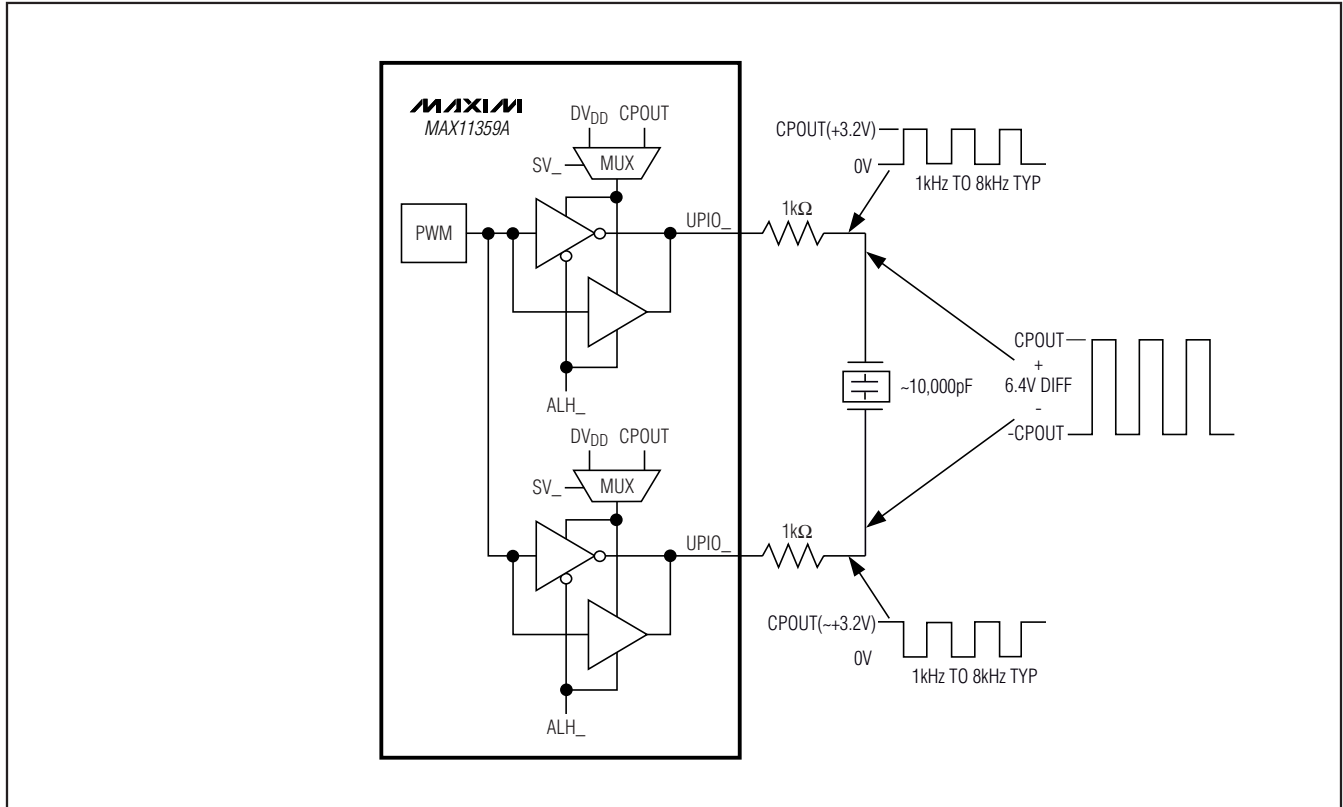 MAXIM
MAX11359A
DVDD CPOUT
SV_ MUX
PWM
UPIO_
ALH_
1kΩ
CPOUT(+3.2V)
0V
1kHz TO 8kHz TYP
~10,000pF
CPOUT
+
6.4V DIFF
-
-CPOUT
DVDD CPOUT
SV_ MUX
UPIO_
ALH_
1kΩ
CPOUT(~+3.2V)
0V
1kHz TO 8kHz TYP